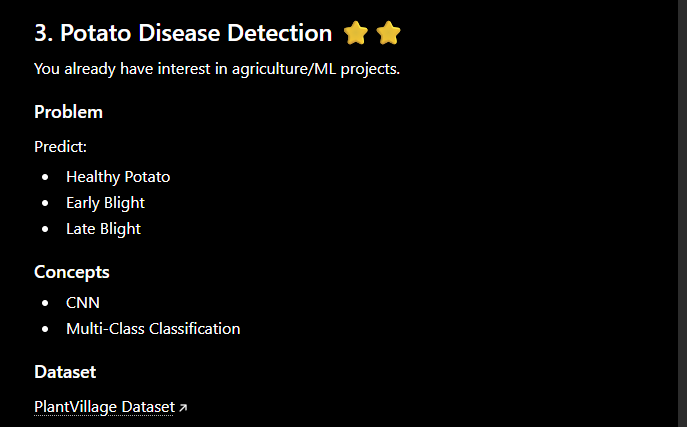 3. Potato Disease Detection ⭐⭐
You already have interest in agriculture/ML projects.
Problem
Predict:
• Healthy Potato
• Early Blight
• Late Blight
Concepts
• CNN
• Multi-Class Classification
Dataset
PlantVillage Dataset ↗